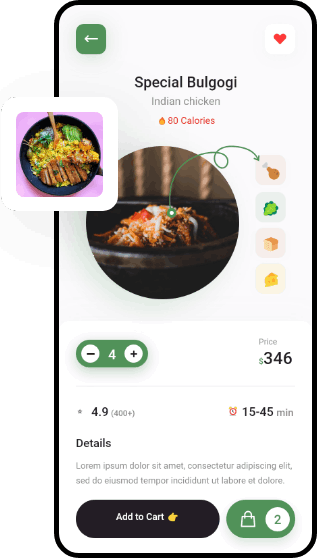 Special Bulgogi
Indian chicken
80 Calories
4
Price
$346
4.9 (400+)
15-45 min
Details
Lorem ipsum dolor sit amet, consectetur adipiscing elit,
sed do eiusmod tempor incididunt ut labore et dolore.
Add to Cart 👉
2